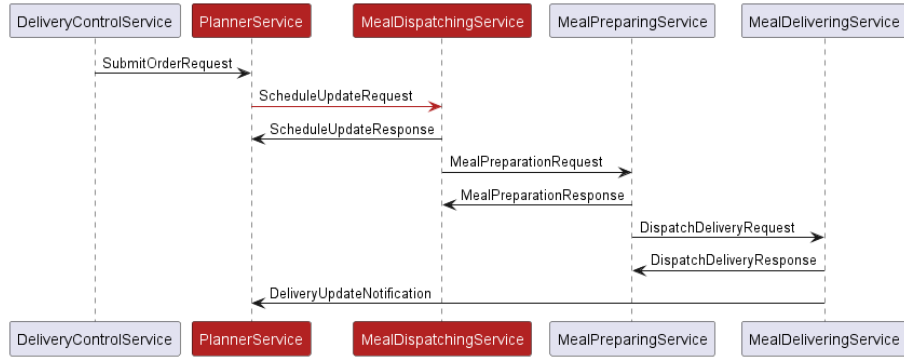 DeliveryControlService
PlannerService
MealDispatchingService
MealPreparingService
MealDeliveringService
SubmitOrderRequest
ScheduleUpdateRequest
ScheduleUpdateResponse
MealPreparationRequest
MealPreparationResponse
DispatchDeliveryRequest
DispatchDeliveryResponse
DeliveryUpdateNotification
DeliveryControlService
PlannerService
MealDispatchingService
MealPreparingService
MealDeliveringService